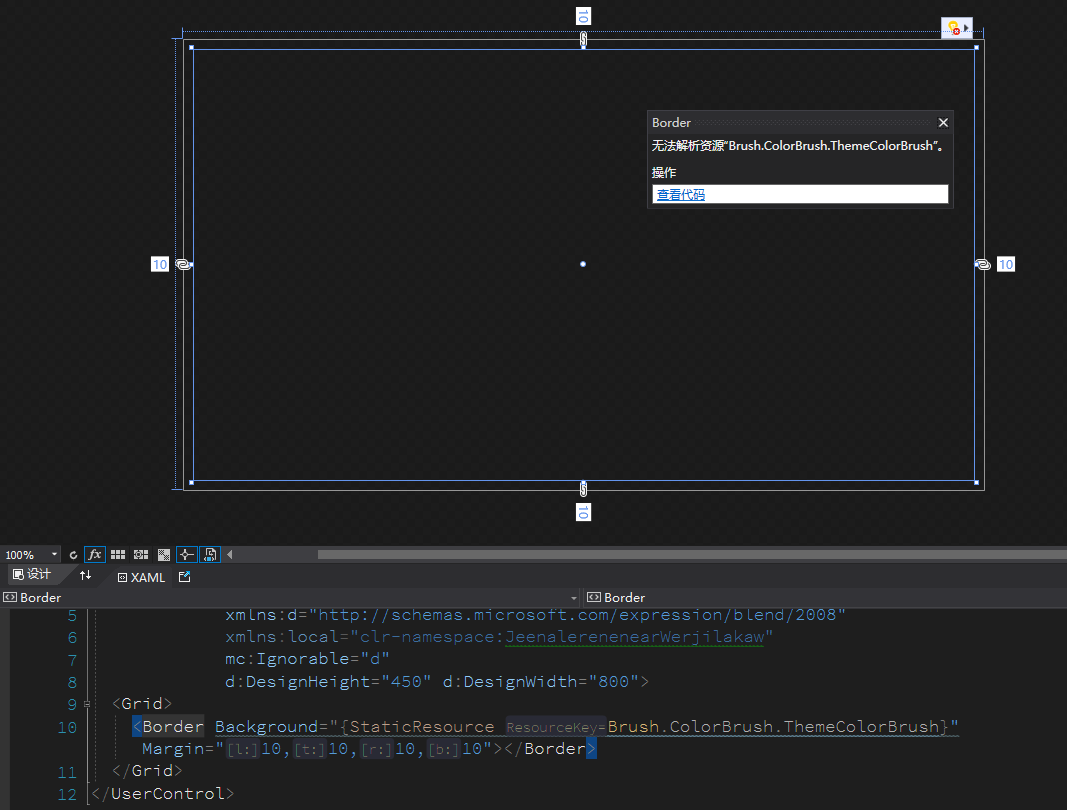 10
Border
无法解析资源“Brush.ColorBrush.ThemeColorBrush”。
操作
查看代码
10
10
10
100%
fx
设计
XAML
Border
Border
5 xmlns:d="http://schemas.microsoft.com/expression/blend/2008"
6 xmlns:local="clr-namespace:JeenalerenenearWerjilakaw"
7 mc:Ignorable="d"
8 d:DesignHeight="450" d:DesignWidth="800">
9 <Grid>
10 <Border Background="{StaticResource ResourceKey=Brush.ColorBrush.ThemeColorBrush}"
Margin="[l:]10,[t:]10,[r:]10,[b:]10"></Border>
11 </Grid>
12 </UserControl>